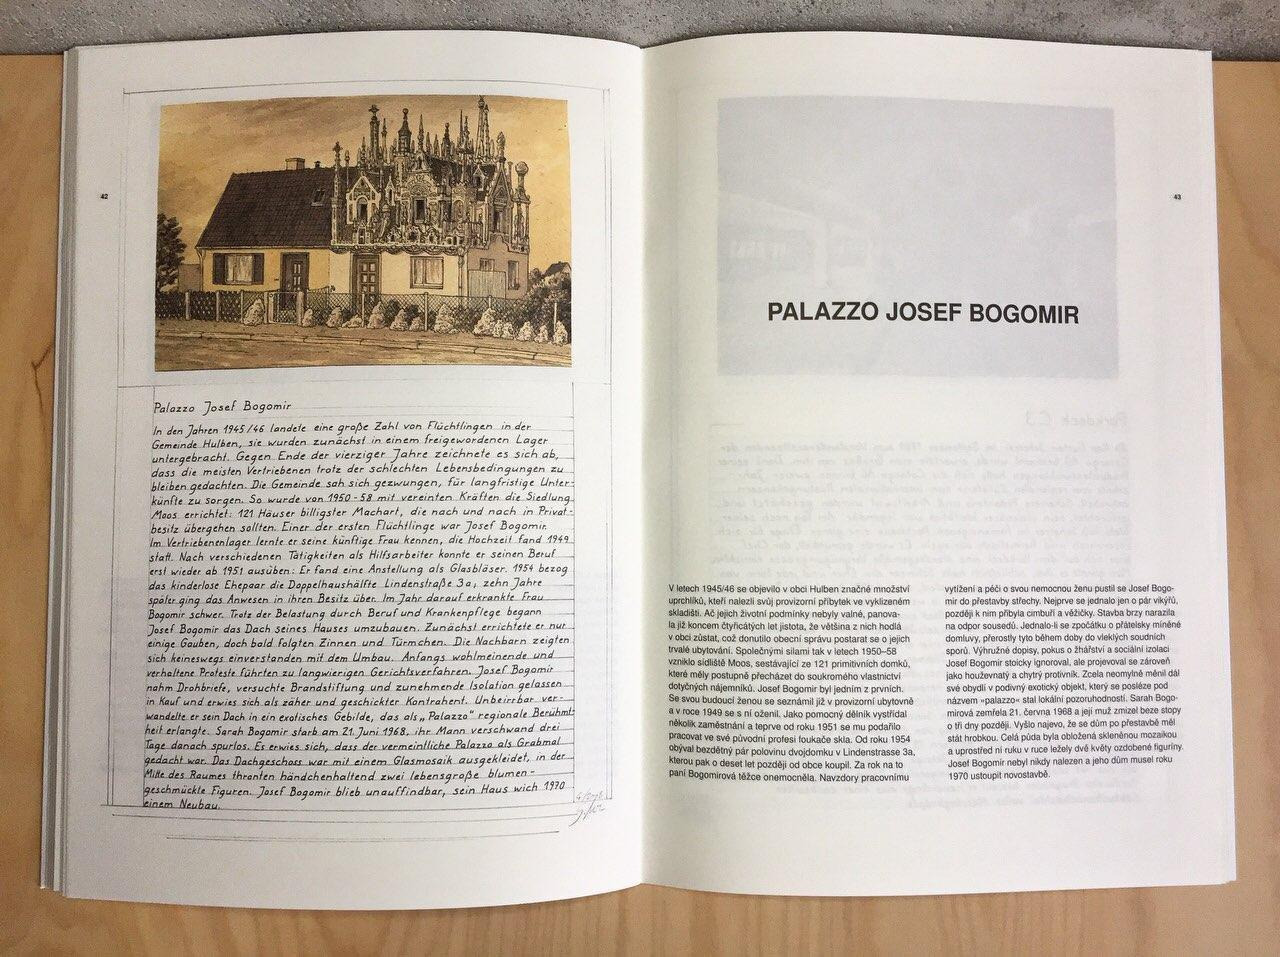 42
Palazzo Josef Bogomir
In den Jahren 1945/46 landete eine große Zahl von Flüchtlingen in der
Gemeinde Hulben, sie wurden zunächst in einem freigewordenen Lager
untergebracht. Gegen Ende der vierziger Jahre zeichnete es sich ab,
dass die meisten Vertriebenen trotz der schlechten Lebensbedingungen zu
bleiben gedachten. Die Gemeinde sah sich gezwungen, für langfristige Unter-
künfte zu sorgen. So wurde von 1950-58 mit vereinten Kräften die Siedlung
Moos errichtet: 121 Häuser billigster Machart, die nach und nach in Privat-
besitz übergehen sollten. Einer der ersten Flüchtlinge war Josef Bogomir.
Im Vertriebenenlager lernte er seine künftige Frau kennen, die Hochzeit fand 1949
statt. Nach verschiedenen Tätigkeiten als Hilfsarbeiter konnte er seinen Beruf
erst wieder ab 1951 ausüben: Er fand eine Anstellung als Glasbläser. 1954 bezog
das kinderlose Ehepaar die Doppelhaushälfte Lindenstraße 3a, zehn Jahre
später ging das Anwesen in ihren Besitz über. Im Jahr darauf erkrankte Frau
Bogomir schwer. Trotz der Belastung durch Beruf und Krankenpflege begann
Josef Bogomir das Dach seines Hauses umzubauen. Zunächst errichtete er nur
einige Gauben, doch bald folgten Zinnen und Türmchen. Die Nachbarn zeigten
sich keineswegs einverstanden mit dem Umbau. Anfangs wohlmeinende und
verhaltene Proteste führten zu langwierigen Gerichtsverfahren. Josef Bogomir
nahm Drohbriefe, versuchte Brandstiftung und zunehmende Isolation gelassen
in Kauf und erwies sich als zäher und geschickter Kontrahent. Unbeirrbar ver-
wandelte er sein Dach in ein exotisches Gebilde, das als „Palazzo" regionale Berühmt-
heit erlangte. Sarah Bogomir starb am 21. Juni 1968, ihr Mann verschwand drei
Tage danach spurlos. Es erwies sich, dass der vermeintliche Palazzo als Grabmal
gedacht war. Das Dachgeschoss war mit einem Glasmosaik ausgekleidet, in der
Mitte des Raumes thronten händchenhaltend zwei lebensgroße blumen-
geschmückte Figuren. Josef Bogomir blieb unauffindbar, sein Haus wich 1970
einem Neubau.
43
PALAZZO JOSEF BOGOMIR
V letech 1945/46 se objevilo v obci Hulben značné množství
uprchlíků, kteří nalezli svůj provizorní příbytek ve vyklizeném
skladišti. Ač jejich životní podmínky nebyly valné, panova-
la již koncem čtyřicátých let jistota, že většina z nich hodlá
v obci zůstat, což donutilo obecní správu postarat se o jejich
trvalé ubytování. Společnými silami tak v letech 1950–58
vzniklo sídliště Moos, sestávající ze 121 primitivních domků,
které měly postupně přecházet do soukromého vlastnictví
dotyčných nájemníků. Josef Bogomir byl jedním z prvních.
Se svou budoucí ženou se seznámil již v provizorní ubytovně
a v roce 1949 se s ní oženil. Jako pomocný dělník vystřídal
několik zaměstnání a teprve od roku 1951 se mu podařilo
pracovat ve své původní profesi foukače skla. Od roku 1954
obýval bezdětný pár polovinu dvojdomku v Lindenstrasse 3a,
kterou pak o deset let později od obce koupil. Za rok na to
paní Bogomirová těžce onemocněla. Navzdory pracovnímu
vytížení a péči o svou nemocnou ženu pustil se Josef Bogo-
mir do přestavby střechy. Nejprve se jednalo jen o pár vikýřů,
později k nim přibyla cimbuří a věžičky. Stavba brzy narazila
na odpor sousedů. Jednalo-li se zpočátku o přátelsky míněné
domluvy, přerostly tyto během doby do vleklých soudních
sporů. Výhružné dopisy, pokus o žhářství a sociální izolaci
Josef Bogomir stoicky ignoroval, ale projevoval se zároveň
jako houževnatý a chytrý protivník. Zcela neomylně měnil dál
své obydlí v podivný exotický objekt, který se posléze pod
názvem »palazzo« stal lokální pozoruhodností. Sarah Bogo-
mirová zemřela 21. června 1968 a její muž zmizel beze stopy
o tři dny později. Vyšlo najevo, že se dům po přestavbě měl
stát hrobkou. Celá půda byla obložená skleněnou mozaikou
a uprostřed ní ruku v ruce ležely dvě květy ozdobené figuríny.
Josef Bogomir nebyl nikdy nalezen a jeho dům musel roku
1970 ustoupit novostavbě.